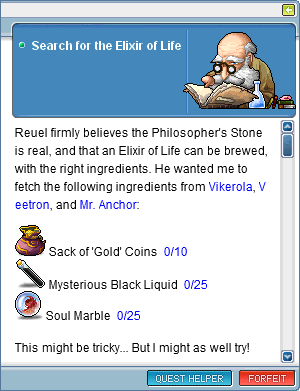 Search for the Elixir of Life
Reuel firmly believes the Philosopher's Stone
is real, and that an Elixir of Life can be brewed,
with the right ingredients. He wanted me to
fetch the following ingredients from Vikerola, V
eetron, and Mr. Anchor:
Sack of 'Gold' Coins 0/10
Mysterious Black Liquid 0/25
Soul Marble 0/25
This might be tricky... But I might as well try!
QUEST HELPER FORFEIT